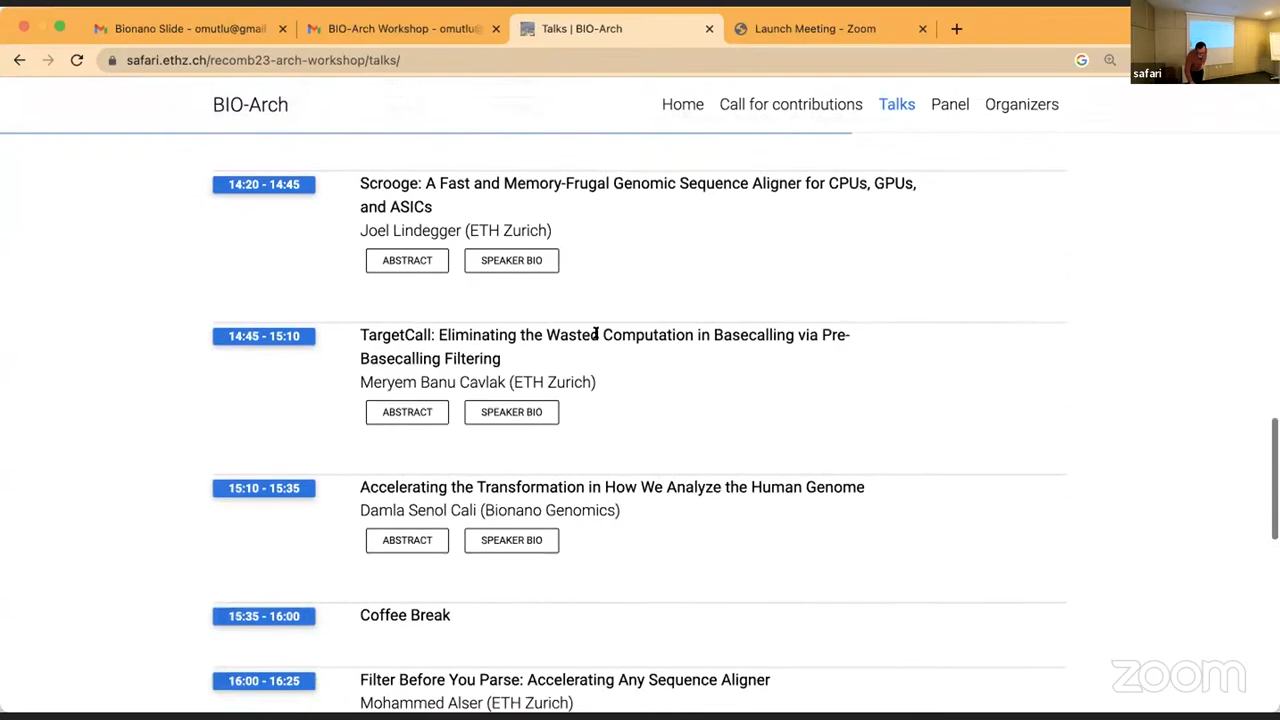 Bionano Slide - omutlu@gmail
BIO-Arch Workshop - omutlu@
Talks | BIO-Arch
Launch Meeting - Zoom
safari.ethz.ch/recomb23-arch-workshop/talks/
safari
BIO-Arch
Home
Call for contributions
Talks
Panel
Organizers
14:20 - 14:45
Scrooge: A Fast and Memory-Frugal Genomic Sequence Aligner for CPUs, GPUs,
and ASICs
Joel Lindegger (ETH Zurich)
ABSTRACT
SPEAKER BIO
14:45 - 15:10
TargetCall: Eliminating the Wasted Computation in Basecalling via Pre-
Basecalling Filtering
Meryem Banu Cavlak (ETH Zurich)
ABSTRACT
SPEAKER BIO
15:10 - 15:35
Accelerating the Transformation in How We Analyze the Human Genome
Damla Senol Cali (Bionano Genomics)
ABSTRACT
SPEAKER BIO
15:35 - 16:00
Coffee Break
16:00 - 16:25
Filter Before You Parse: Accelerating Any Sequence Aligner
Mohammed Alser (ETH Zurich)
zoom